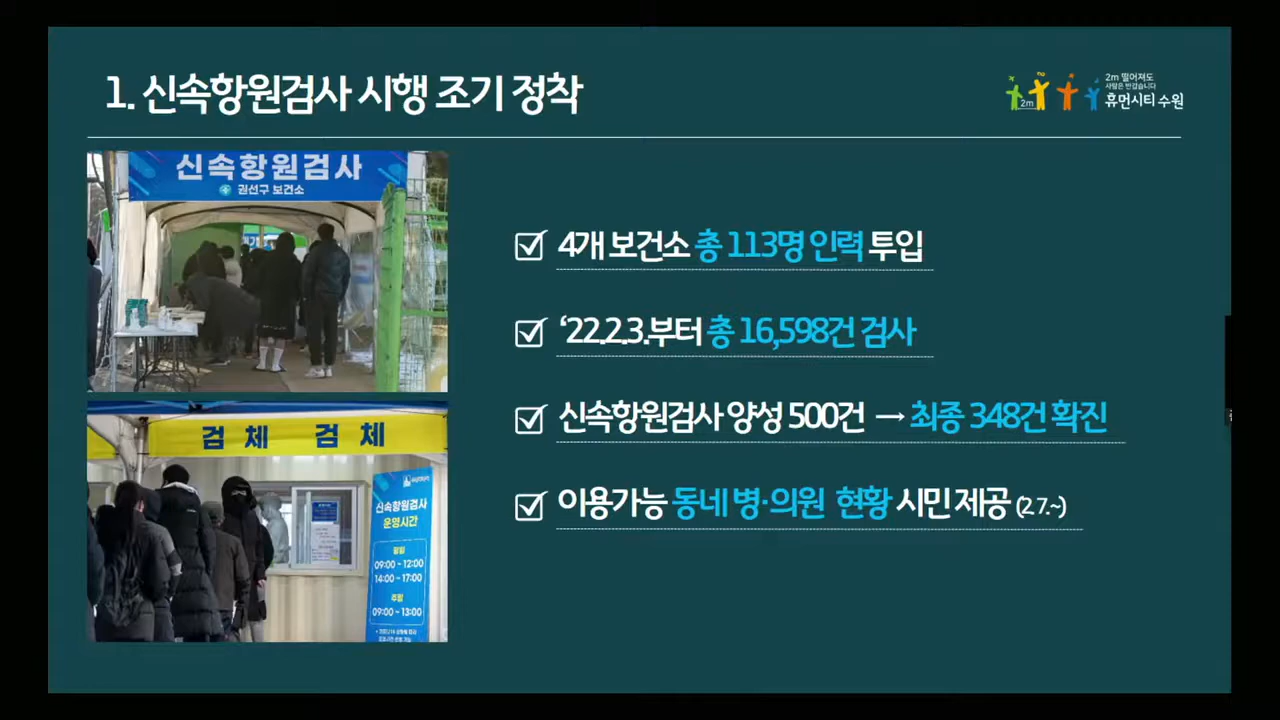 1. 신속항원검사 시행 조기 정착
2m 떨어져도
사람은 반갑습니다
휴먼시티 수원
2m
신속항원검사
권선구 보건소
4개 보건소 총 113명 인력 투입
‘22.2.3.부터 총 16,598건 검사
신속항원검사 양성 500건 → 최종 348건 확진
이용가능 동네 병·의원 현황 시민 제공 (2.7.~)
검체 검체
신속항원검사
운영시간
평일
09:00 ~ 12:00
14:00 ~ 17:00
주말
09:00 ~ 13:00